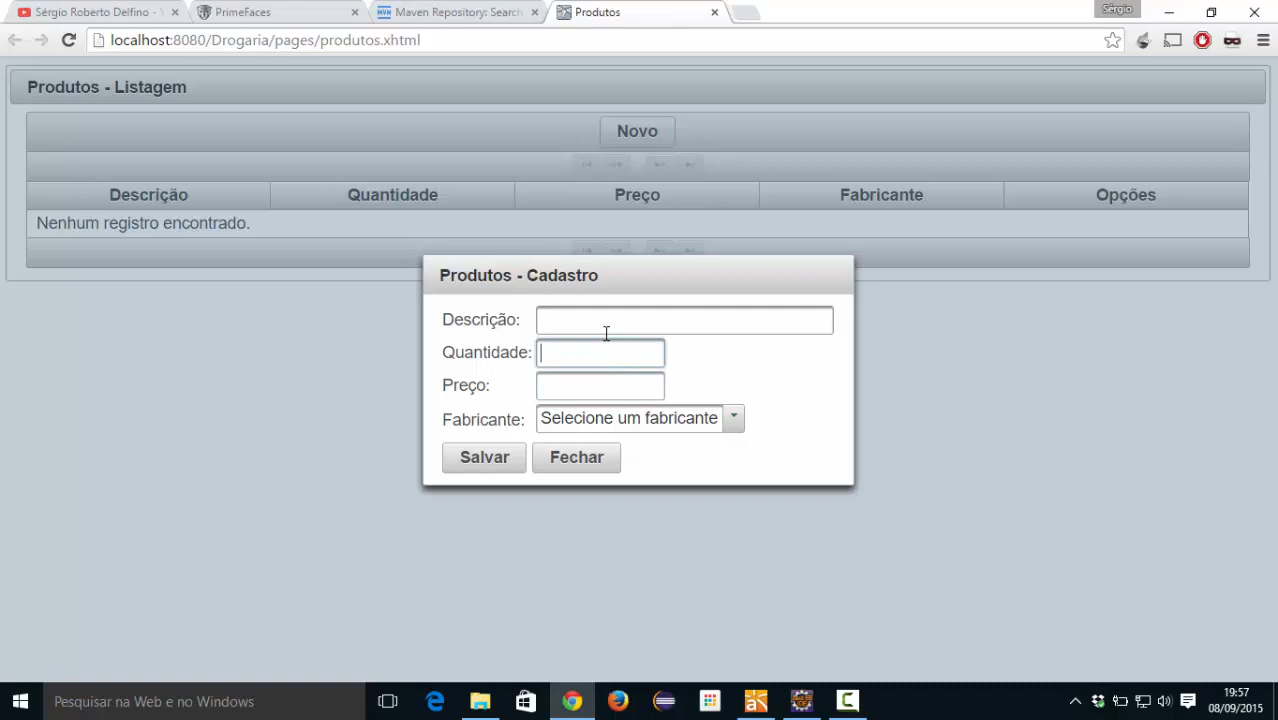 Sérgio Roberto Delfino - 
PrimeFaces
Maven Repository: Search
Produtos
Sérgio
localhost:8080/Drogaria/pages/produtos.xhtml
Produtos - Listagem
Novo
Descrição Quantidade Preço Fabricante Opções
Nenhum registro encontrado.
Produtos - Cadastro
Descrição:
Quantidade:
Preço:
Fabricante: Selecione um fabricante
Salvar Fechar
Pesquisar na Web e no Windows
19:57
08/09/2015